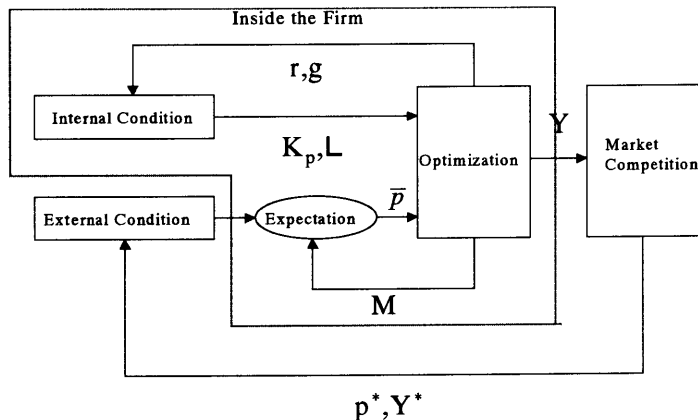 Inside the Firm
r,g
Internal Condition
K_p, L
Optimization
Y
Market
Competition
External Condition
Expectation
p̅
M
p*,Y*